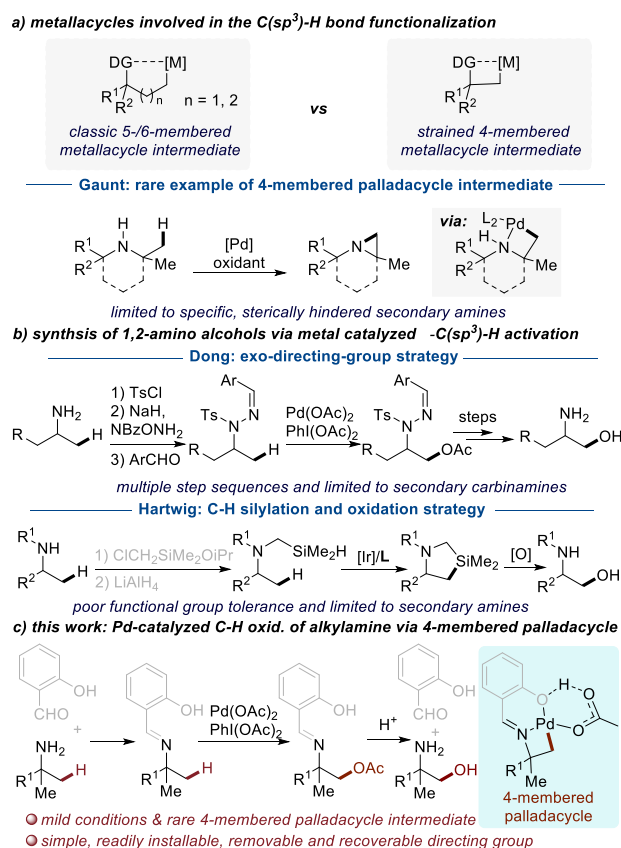 a) metallacycles involved in the C(sp³)-H bond functionalization
DG [M]
R¹ R² ( )n n = 1, 2
classic 5-/6-membered
metallacycle intermediate
vs
DG [M]
R¹ R²
strained 4-membered
metallacycle intermediate
Gaunt: rare example of 4-membered palladacycle intermediate
H H
R¹ N
R² Me
[Pd]
oxidant
R¹ N
R² Me
via: L₂ Pd
H
R¹ N
R² Me
limited to specific, sterically hindered secondary amines
b) synthsis of 1,2-amino alcohols via metal catalyzed -C(sp³)-H activation
Dong: exo-directing-group strategy
NH₂
R H
1) TsCl
2) NaH,
NBzONH₂
3) ArCHO
Ar
Ts N N
R H
Pd(OAc)₂
PhI(OAc)₂
Ar
Ts N N
R OAc
steps
NH₂
R OH
multiple step sequences and limited to secondary carbinamines
Hartwig: C-H silylation and oxidation strategy
R¹ NH
R² H
1) ClCH₂SiMe₂OiPr
2) LiAlH₄
R¹ N SiMe₂H
R² H
[Ir]/L
R¹ N SiMe₂
R²
[O]
R¹ NH
R² OH
poor functional group tolerance and limited to secondary amines
c) this work: Pd-catalyzed C-H oxid. of alkylamine via 4-membered palladacycle
OH
CHO
+
NH₂
R¹ H
Me
OH
N
R¹ H
Me
Pd(OAc)₂
PhI(OAc)₂
OH
N
R¹ OAc
Me
H⁺
OH
CHO
+
NH₂
R¹ OH
Me
H
O O
Pd O
N
R¹
Me
4-membered
palladacycle
mild conditions & rare 4-membered palladacycle intermediate
simple, readily installable, removable and recoverable directing group